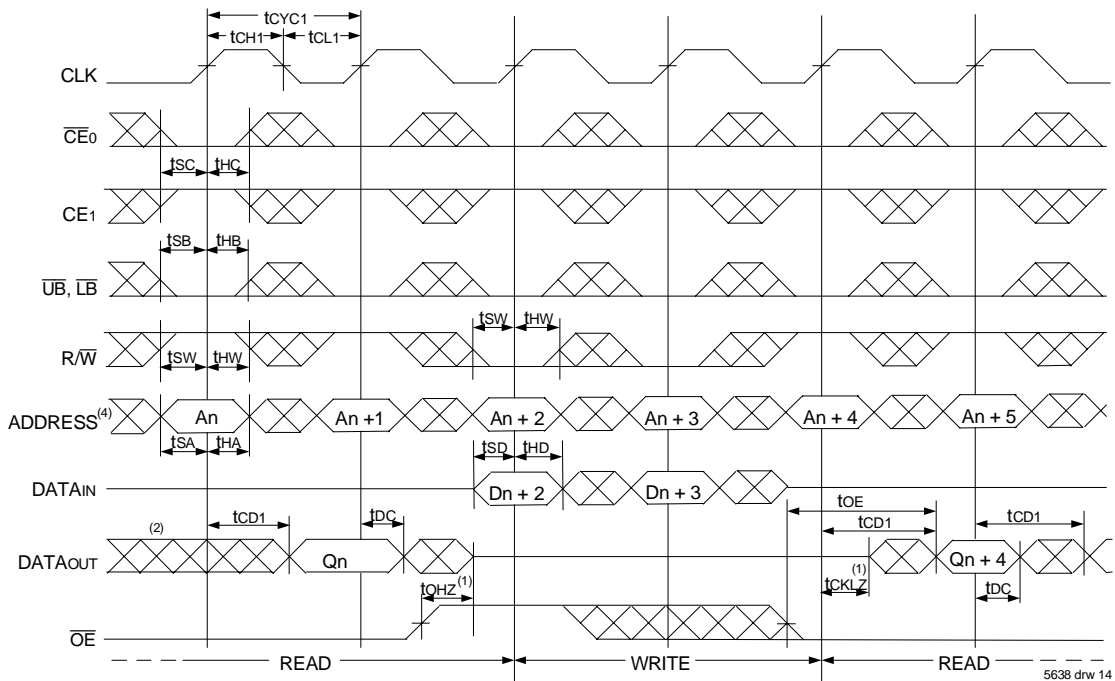 tCYC1
tCH1 tCL1
CLK
CE0
tSC tHC
CE1
tSB tHB
UB, LB
tSW tHW
R/W
tSW tHW
ADDRESS(4) An An +1 An + 2 An + 3 An + 4 An + 5
tSA tHA tSD tHD
DATAIN Dn + 2 Dn + 3
tOE
(2) tCD1 tDC tCD1 tCD1
DATAOUT Qn Qn + 4
tOHZ(1) tCKLZ(1) tDC
OE
READ WRITE READ
5638 drw 14